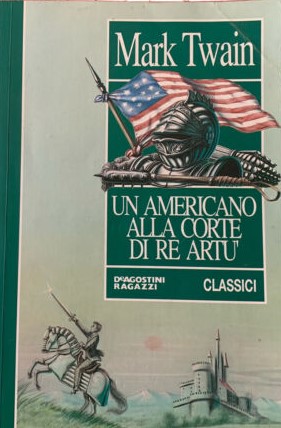 Mark Twain
UN AMERICANO
ALLA CORTE
DI RE ARTU'
DEAGOSTINI
RAGAZZI
CLASSICI